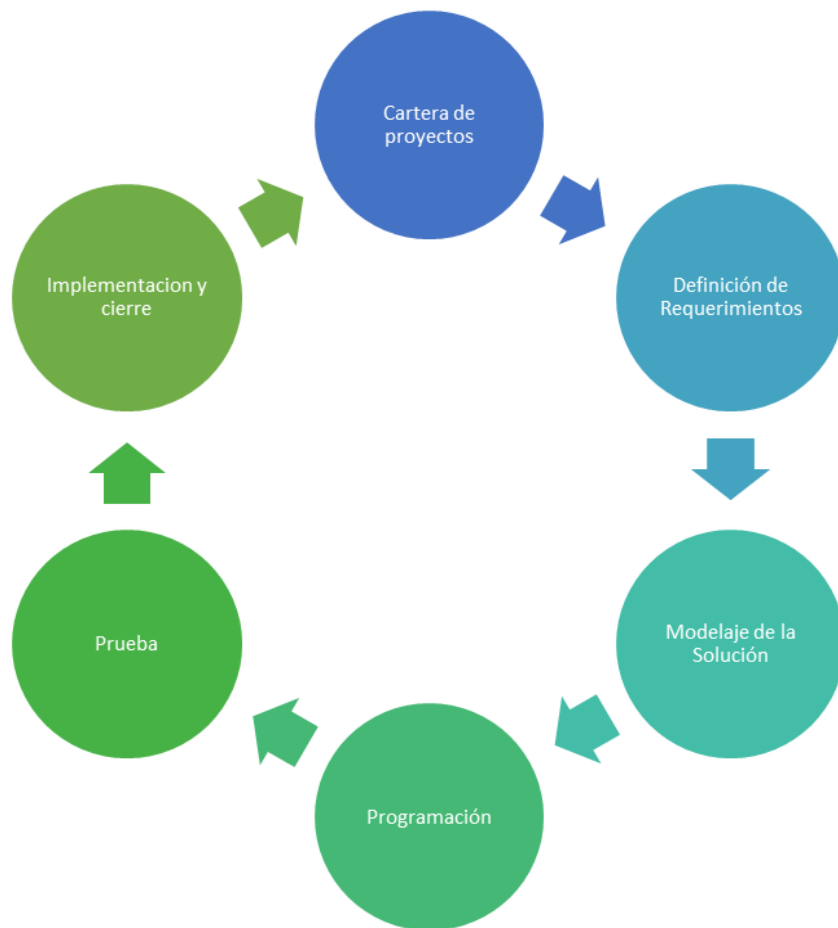 Cartera de
proyectos
Definición de
Requerimientos
Modelaje de la
Solución
Programación
Prueba
Implementacion y
cierre